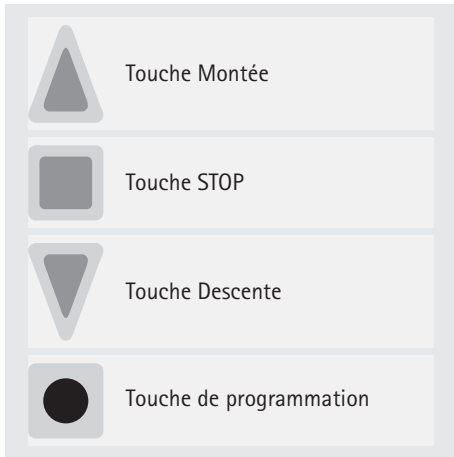 Touche Montée
Touche STOP
Touche Descente
Touche de programmation